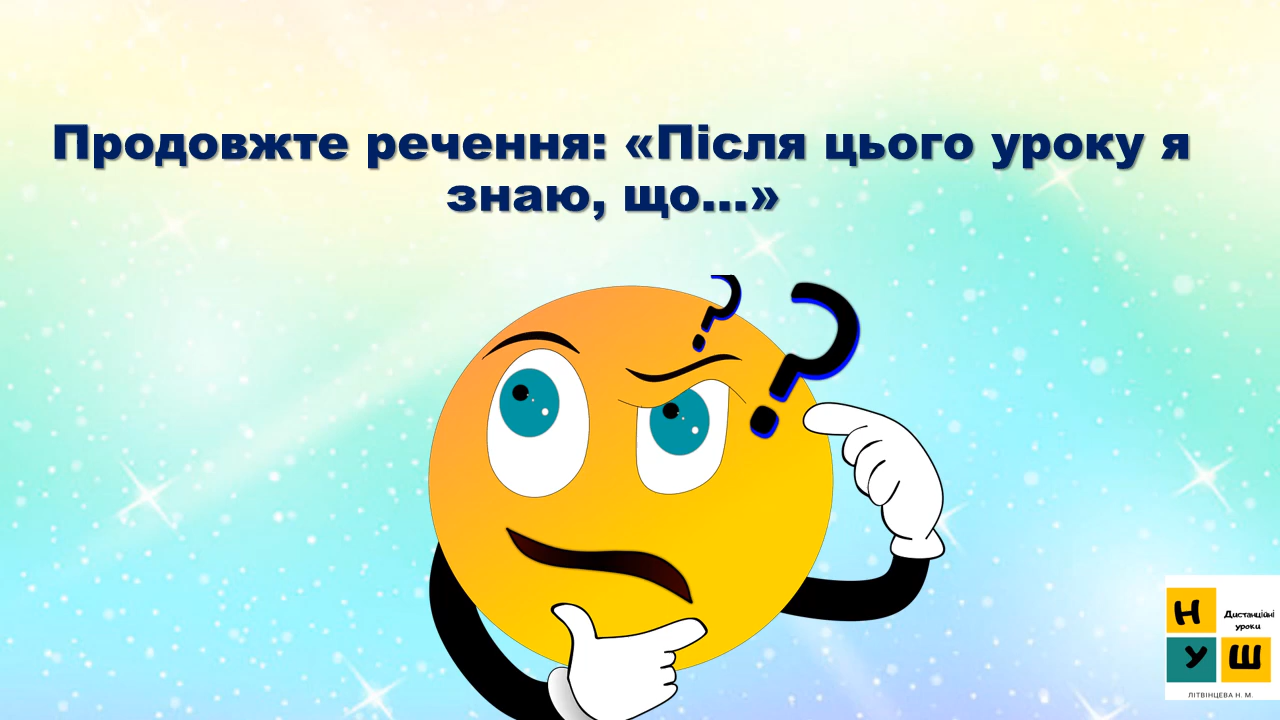 Продовжте речення: «Після цього уроку я
знаю, що...»
Н
Дистанційні
уроки
У Ш
ЛІТВІНЦЕВА Н. М.